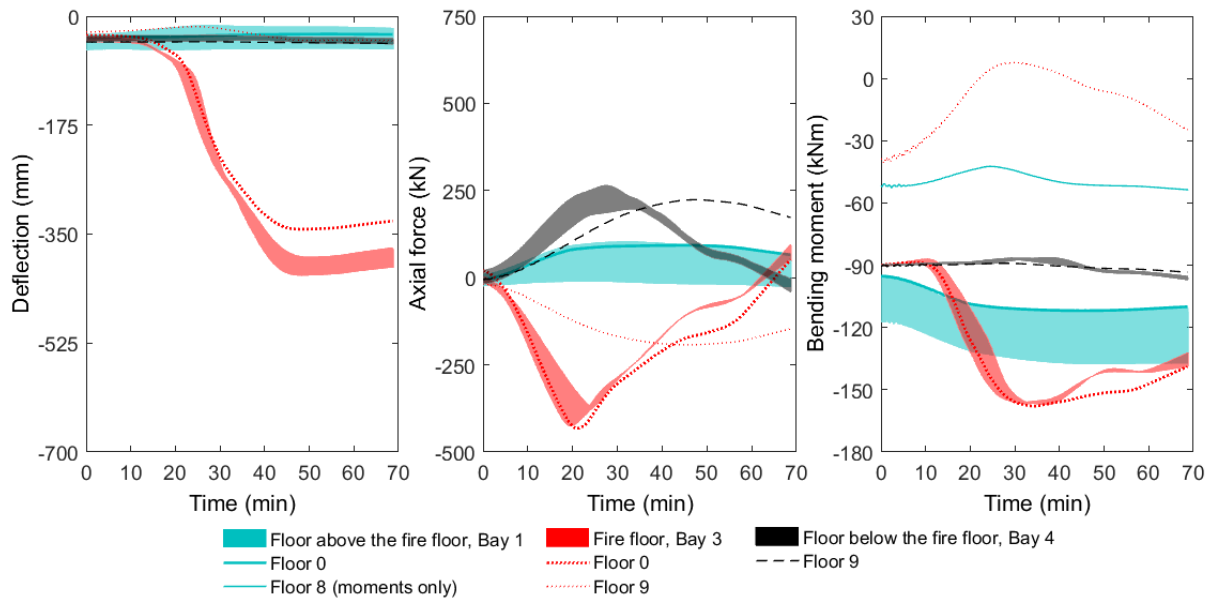 0
-175
-350
-525
-700
0 10 20 30 40 50 60 70
Deflection (mm)
Time (min)
750
500
250
0
-250
-500
0 10 20 30 40 50 60 70
Axial force (kN)
Time (min)
30
0
-30
-60
-90
-120
-150
-180
0 10 20 30 40 50 60 70
Bending moment (kNm)
Time (min)
Floor above the fire floor, Bay 1
Floor 0
Floor 8 (moments only)
Fire floor, Bay 3
Floor 0
Floor 9
Floor below the fire floor, Bay 4
Floor 9